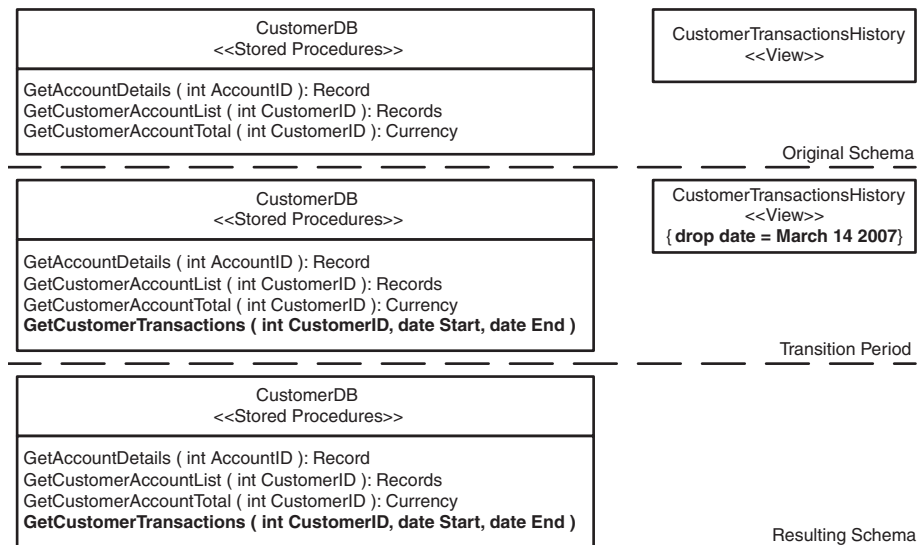 CustomerDB
<<Stored Procedures>>
GetAccountDetails ( int AccountID ): Record
GetCustomerAccountList ( int CustomerID ): Records
GetCustomerAccountTotal ( int CustomerID ): Currency
CustomerTransactionsHistory
<<View>>
Original Schema
CustomerDB
<<Stored Procedures>>
GetAccountDetails ( int AccountID ): Record
GetCustomerAccountList ( int CustomerID ): Records
GetCustomerAccountTotal ( int CustomerID ): Currency
GetCustomerTransactions ( int CustomerID, date Start, date End )
CustomerTransactionsHistory
<<View>>
{ drop date = March 14 2007}
Transition Period
CustomerDB
<<Stored Procedures>>
GetAccountDetails ( int AccountID ): Record
GetCustomerAccountList ( int CustomerID ): Records
GetCustomerAccountTotal ( int CustomerID ): Currency
GetCustomerTransactions ( int CustomerID, date Start, date End )
Resulting Schema